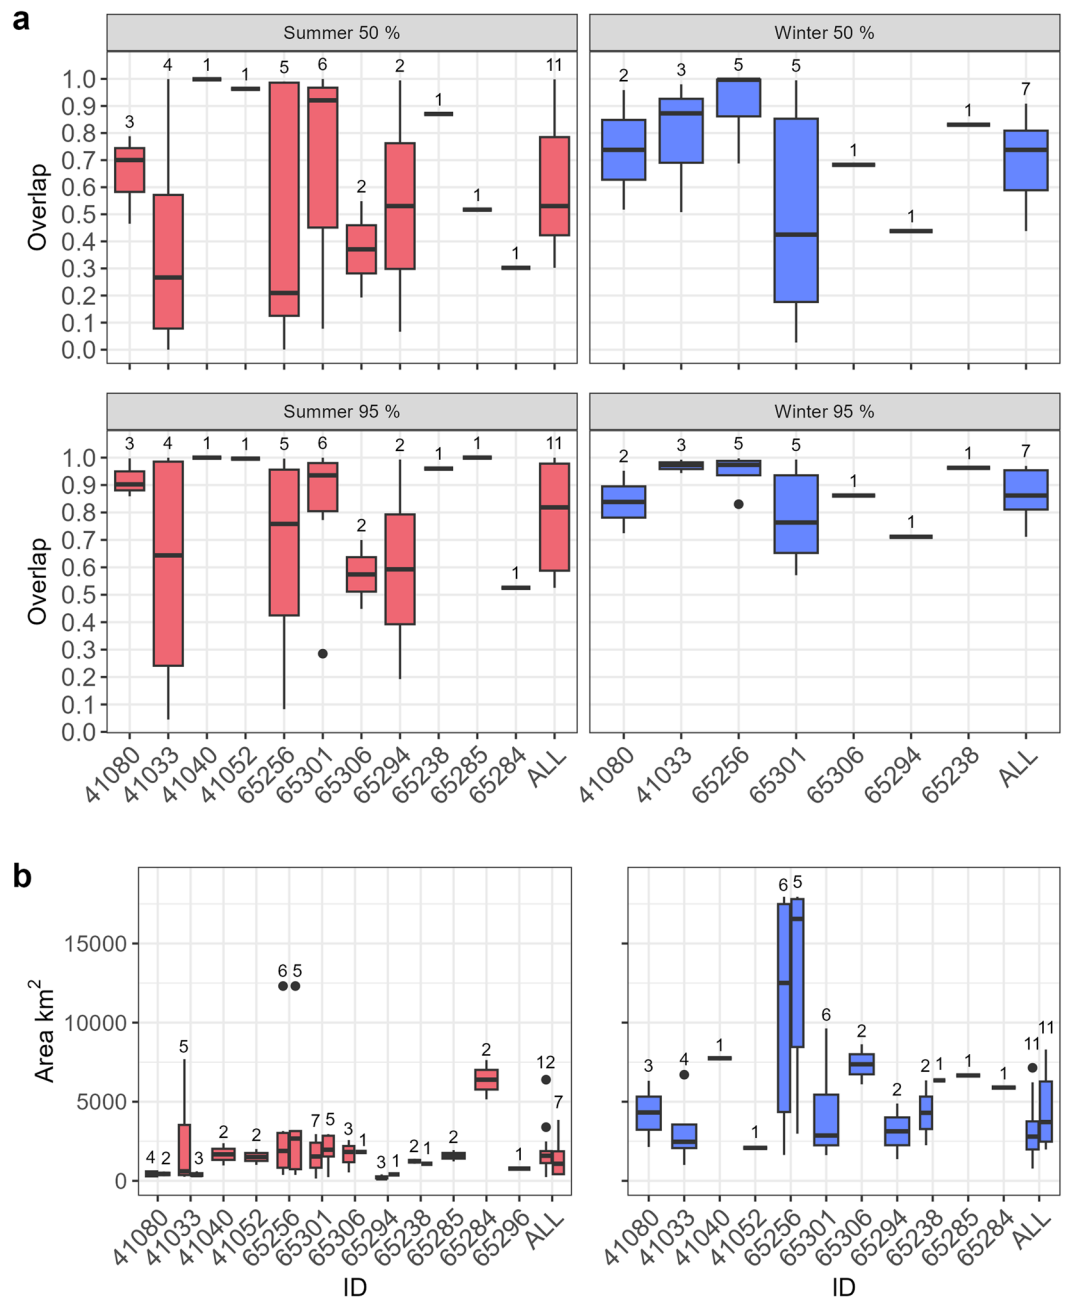 a
Summer 50 %
Winter 50 %
4 1 1 5 6 2 1 11
3 2 1 1
2 3 5 5 1 1 1 7
Overlap
1.0
0.9
0.8
0.7
0.6
0.5
0.4
0.3
0.2
0.1
0.0
Summer 95 %
Winter 95 %
3 4 1 1 5 6 2 2 1 1 1 11
2 3 5 5 1 1 1 7
Overlap
1.0
0.9
0.8
0.7
0.6
0.5
0.4
0.3
0.2
0.1
0.0
41080 41033 41040 41052 65256 65301 65306 65294 65238 65285 65284 ALL
41080 41033 65256 65301 65306 65294 65238 ALL
b
Area km²
15000
10000
5000
0
4 2 5 3 2 2 6 5 7 5 3 1 3 1 2 1 2 2 1 12 7
3 4 1 1 6 5 6 2 2 2 1 1 1 11 11
41080 41033 41040 41052 65256 65301 65306 65294 65238 65285 65284 65296 ALL
41080 41033 41040 41052 65256 65301 65306 65294 65238 65285 65284 ALL
ID
ID